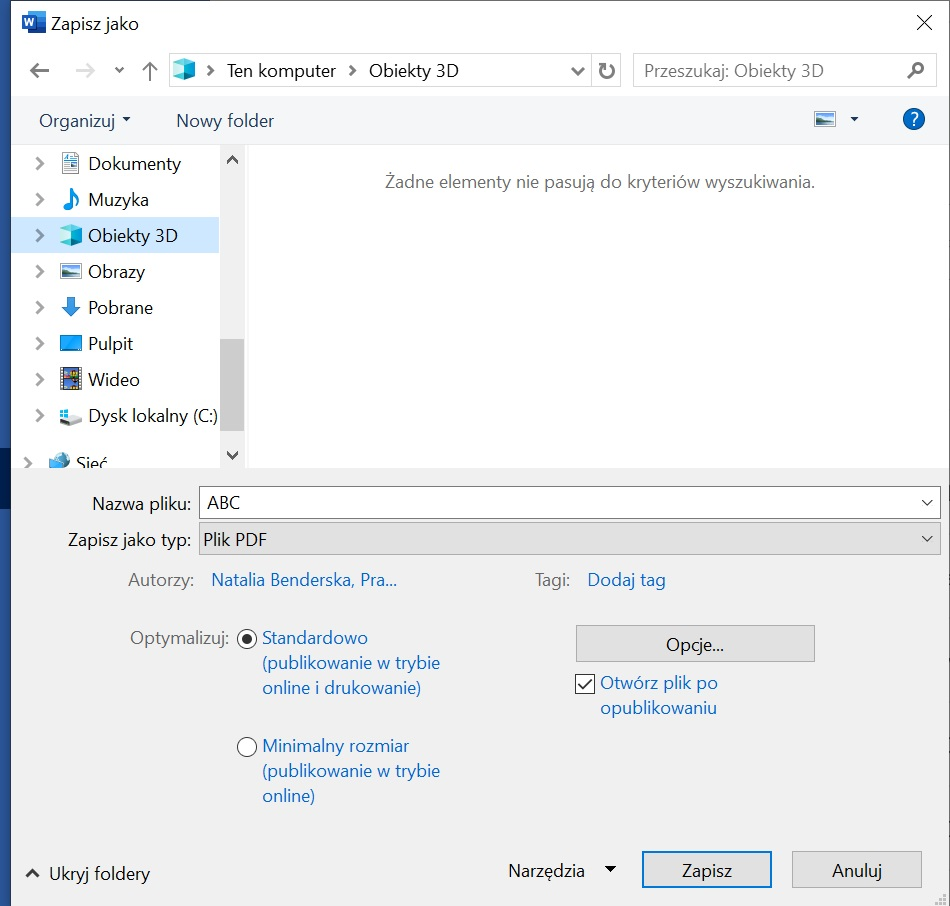 Zapisz jako
Ten komputer > Obiekty 3D
Przeszukaj: Obiekty 3D
Organizuj
Nowy folder
Dokumenty
Żadne elementy nie pasują do kryteriów wyszukiwania.
Muzyka
Obiekty 3D
Obrazy
Pobrane
Pulpit
Wideo
Dysk lokalny (C:)
Sieć
Nazwa pliku: ABC
Zapisz jako typ: Plik PDF
Autorzy: Natalia Benderska, Pra...
Tagi: Dodaj tag
Optymalizuj: Standardowo
(publikowanie w trybie
online i drukowanie)
Minimalny rozmiar
(publikowanie w trybie
online)
Opcje...
Otwórz plik po
opublikowaniu
Ukryj foldery
Narzędzia
Zapisz
Anuluj